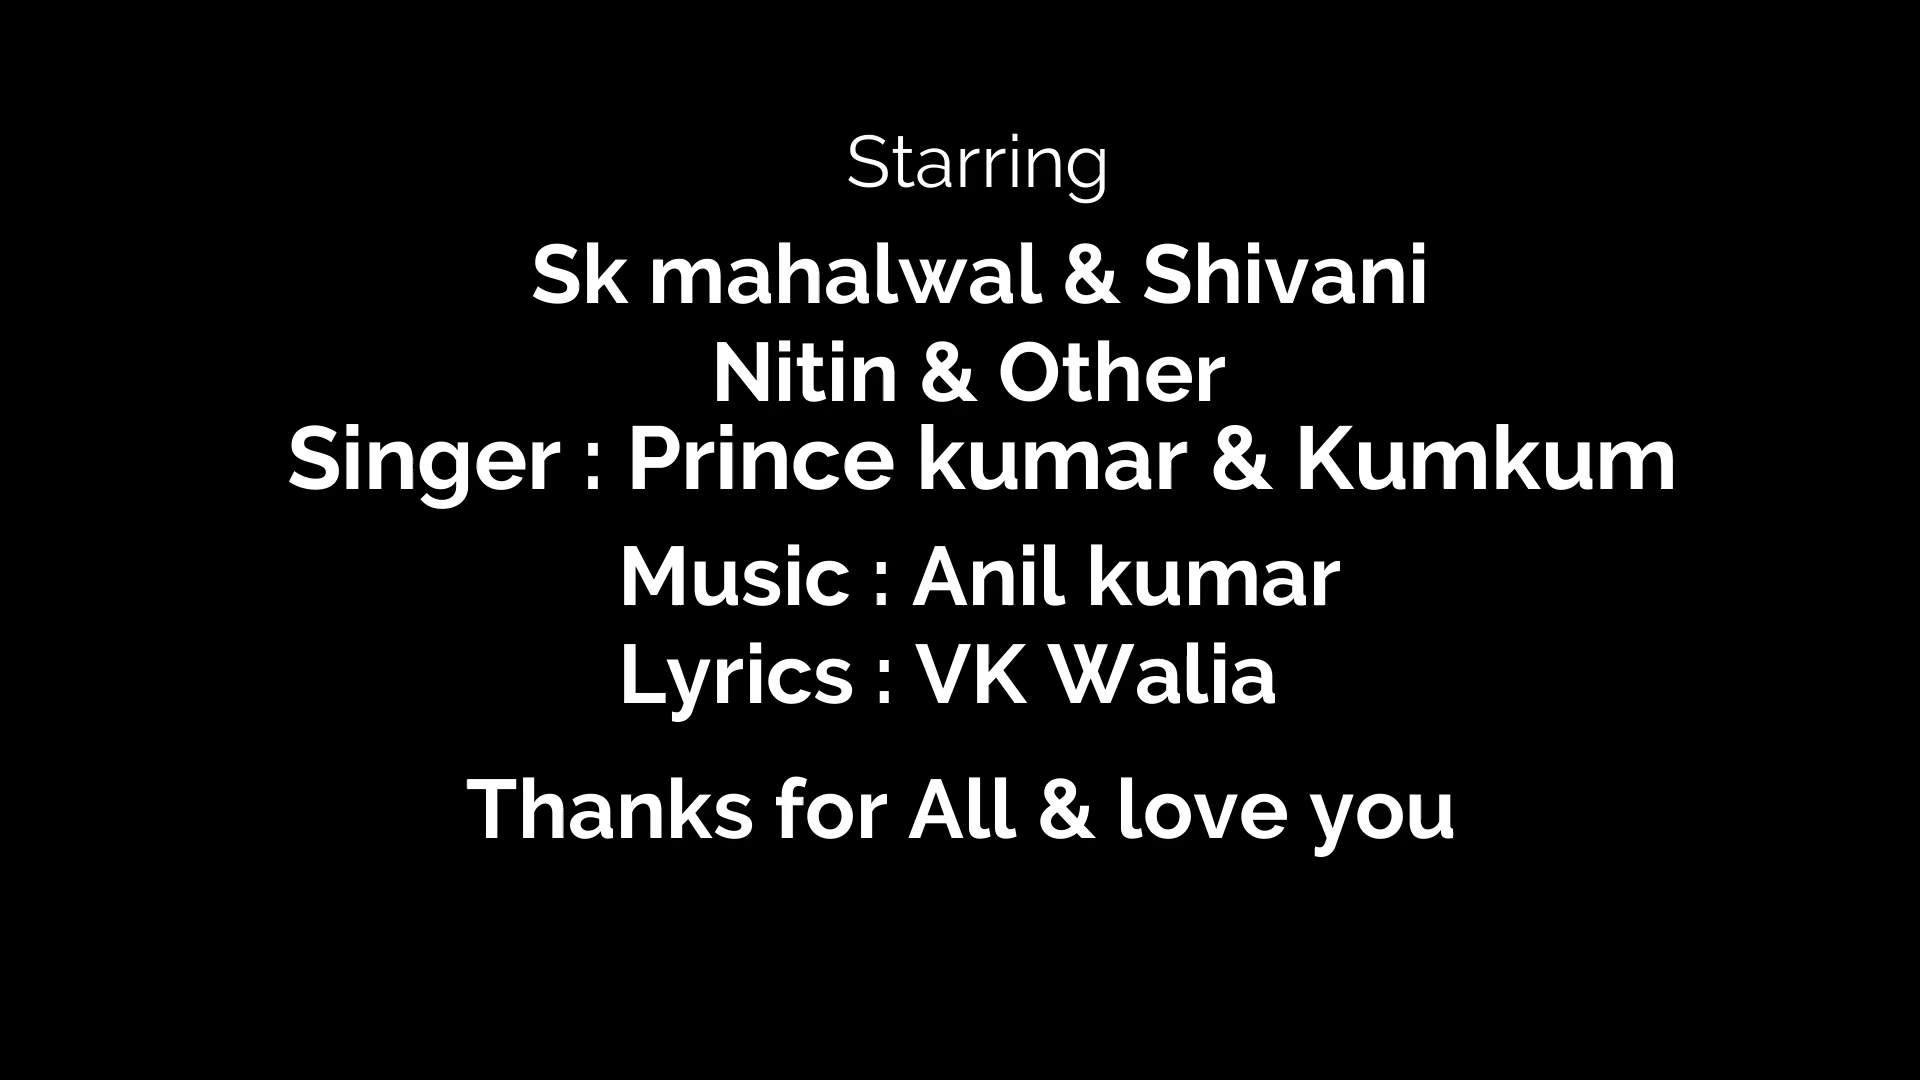 Starring
Sk mahalwal & Shivani
Nitin & Other
Singer : Prince kumar & Kumkum
Music : Anil kumar
Lyrics : VK Walia
Thanks for All & love you